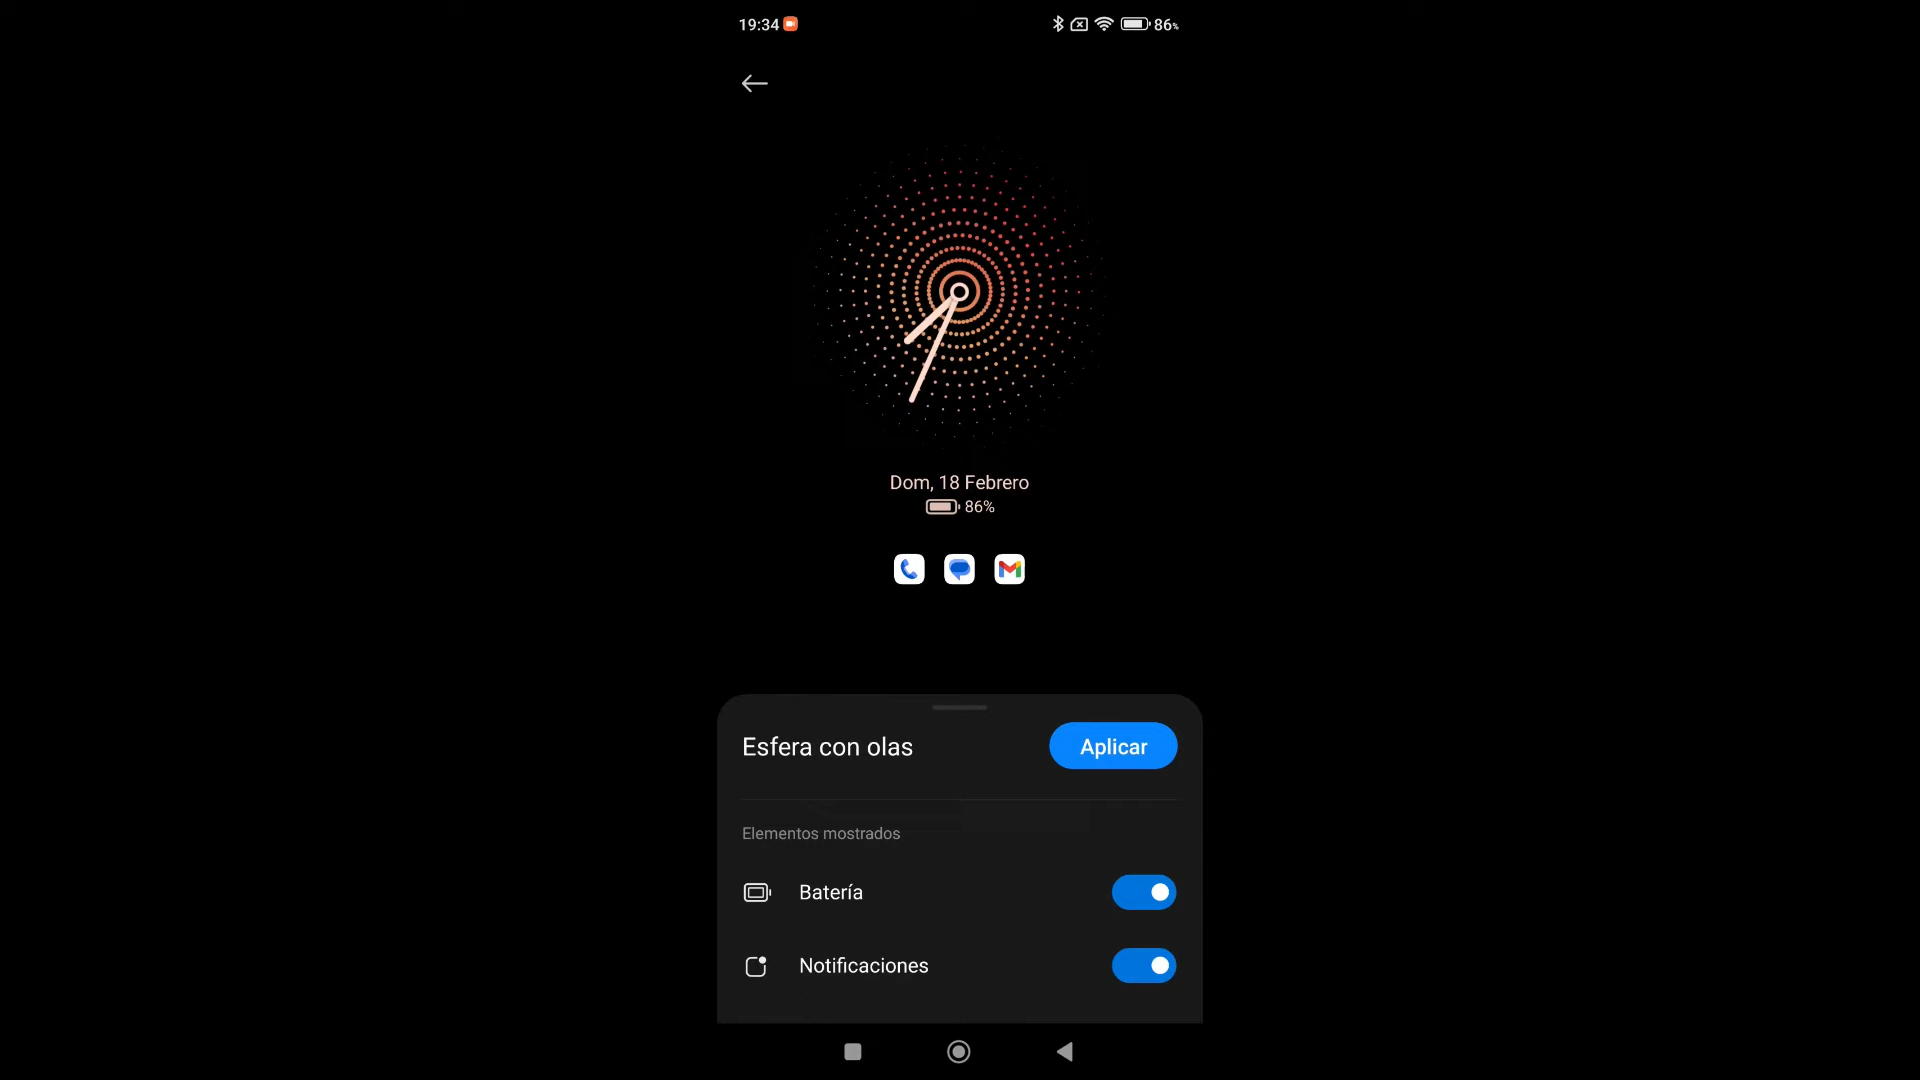 19:34
86%
Dom, 18 Febrero
86%
Esfera con olas
Aplicar
Elementos mostrados
Batería
Notificaciones